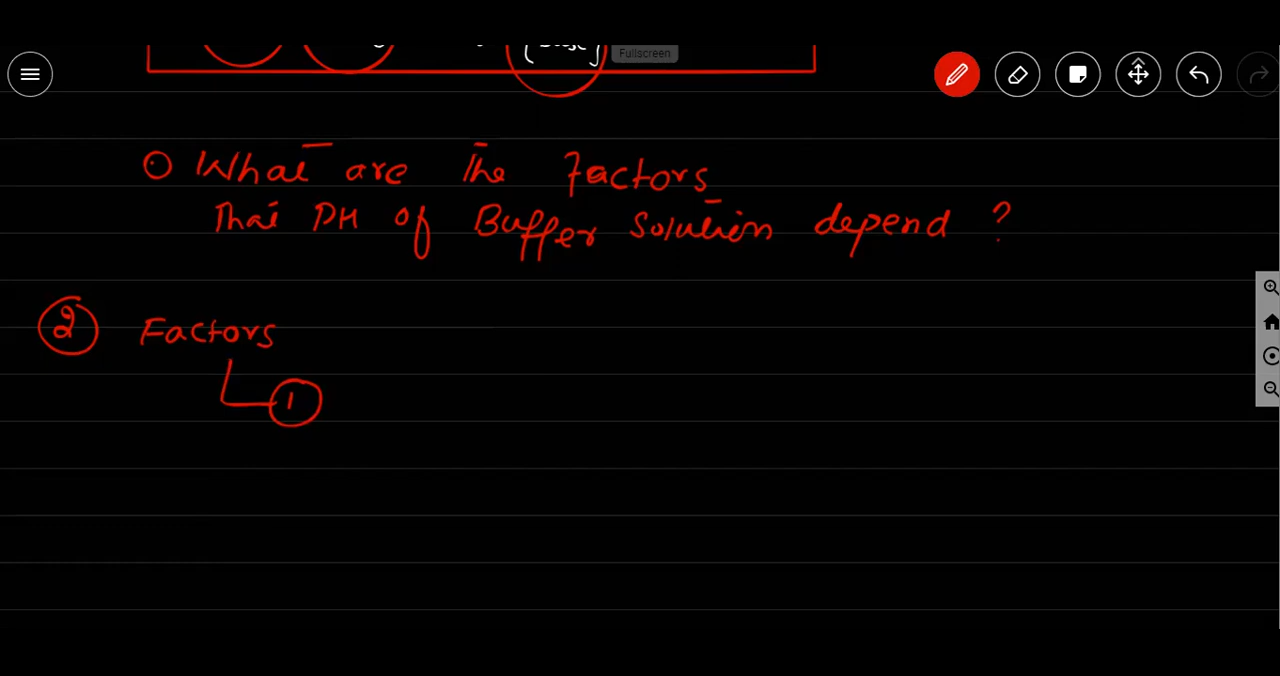 Fullscreen
What are The Factors
That PH of Buffer Solution depend ?
2 Factors
1